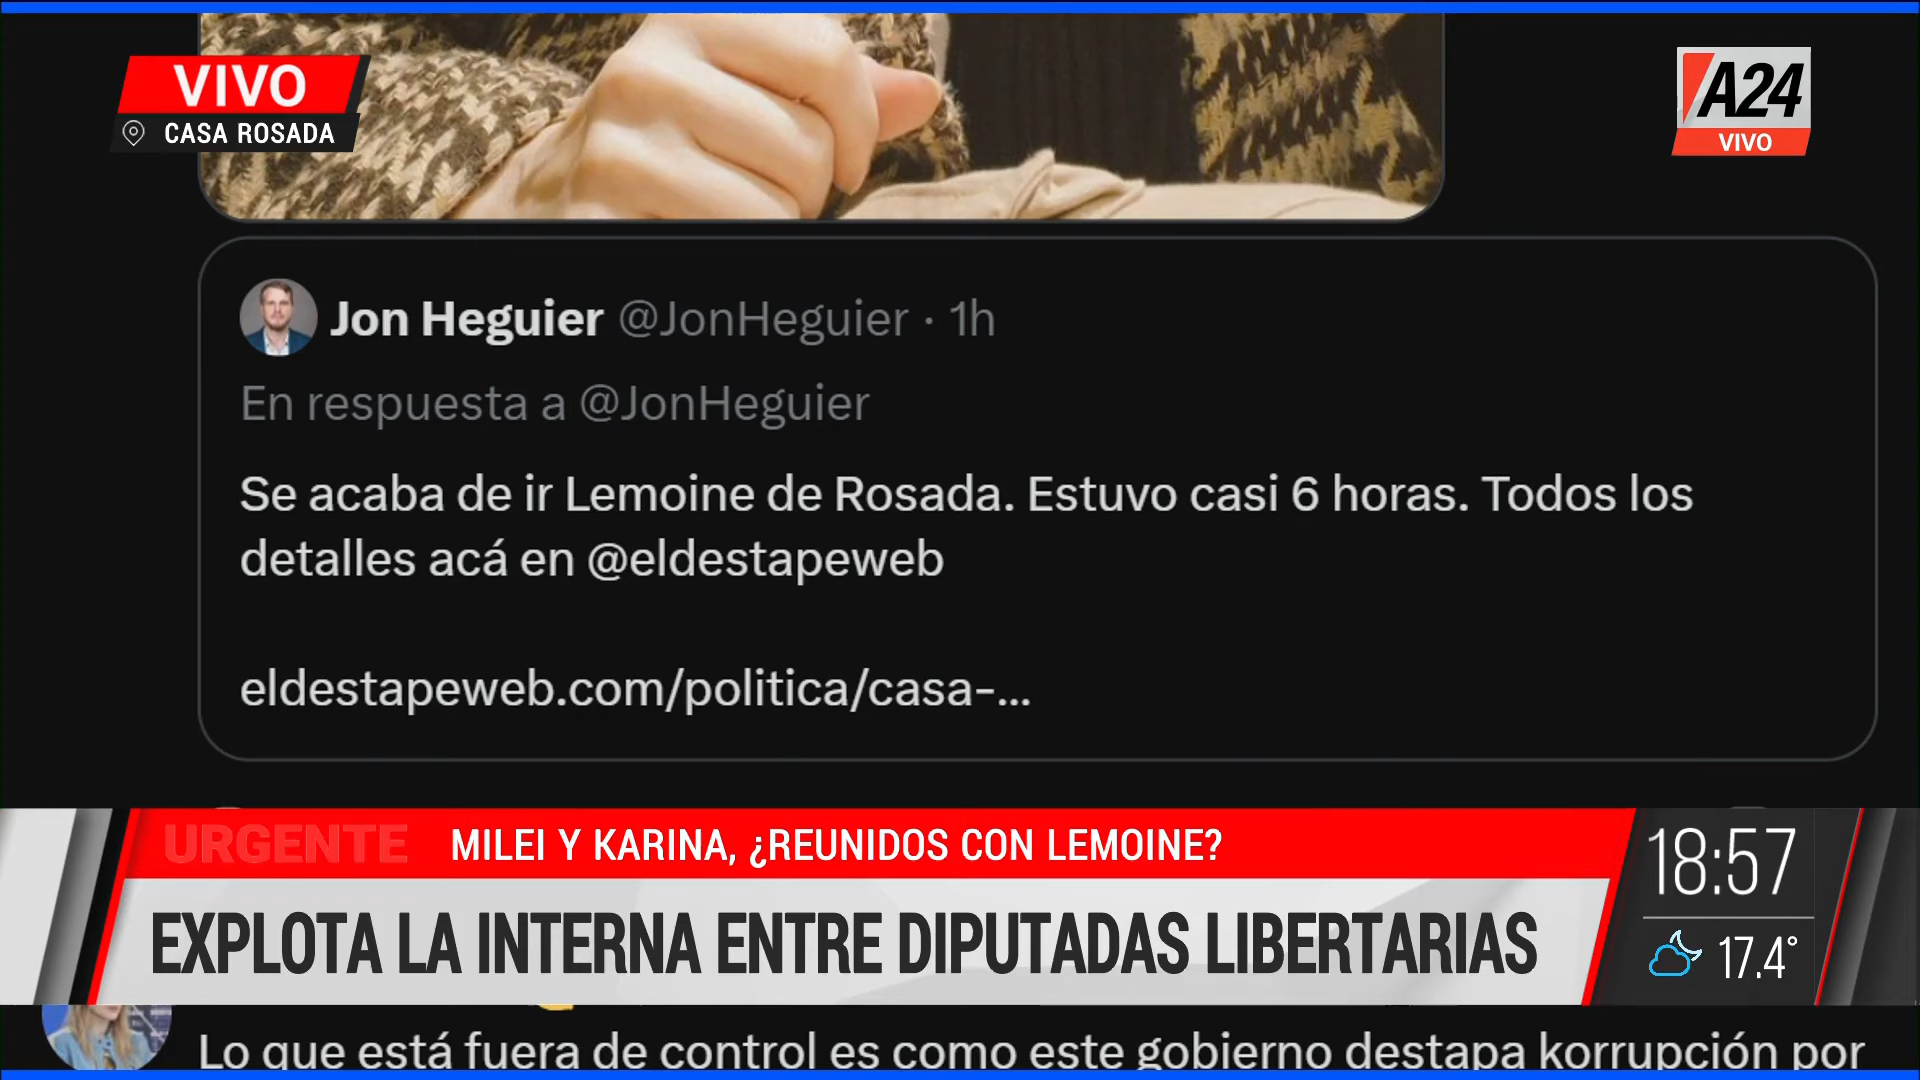 VIVO
CASA ROSADA
A24
VIVO
Jon Heguier @JonHeguier · 1h
En respuesta a @JonHeguier
Se acaba de ir Lemoine de Rosada. Estuvo casi 6 horas. Todos los
detalles acá en @eldestapeweb
eldestapeweb.com/politica/casa-...
URGENTE
MILEI Y KARINA, ¿REUNIDOS CON LEMOINE?
18:57
EXPLOTA LA INTERNA ENTRE DIPUTADAS LIBERTARIAS
17.4°
Lo que está fuera de control es como este gobierno destapa korrupción por